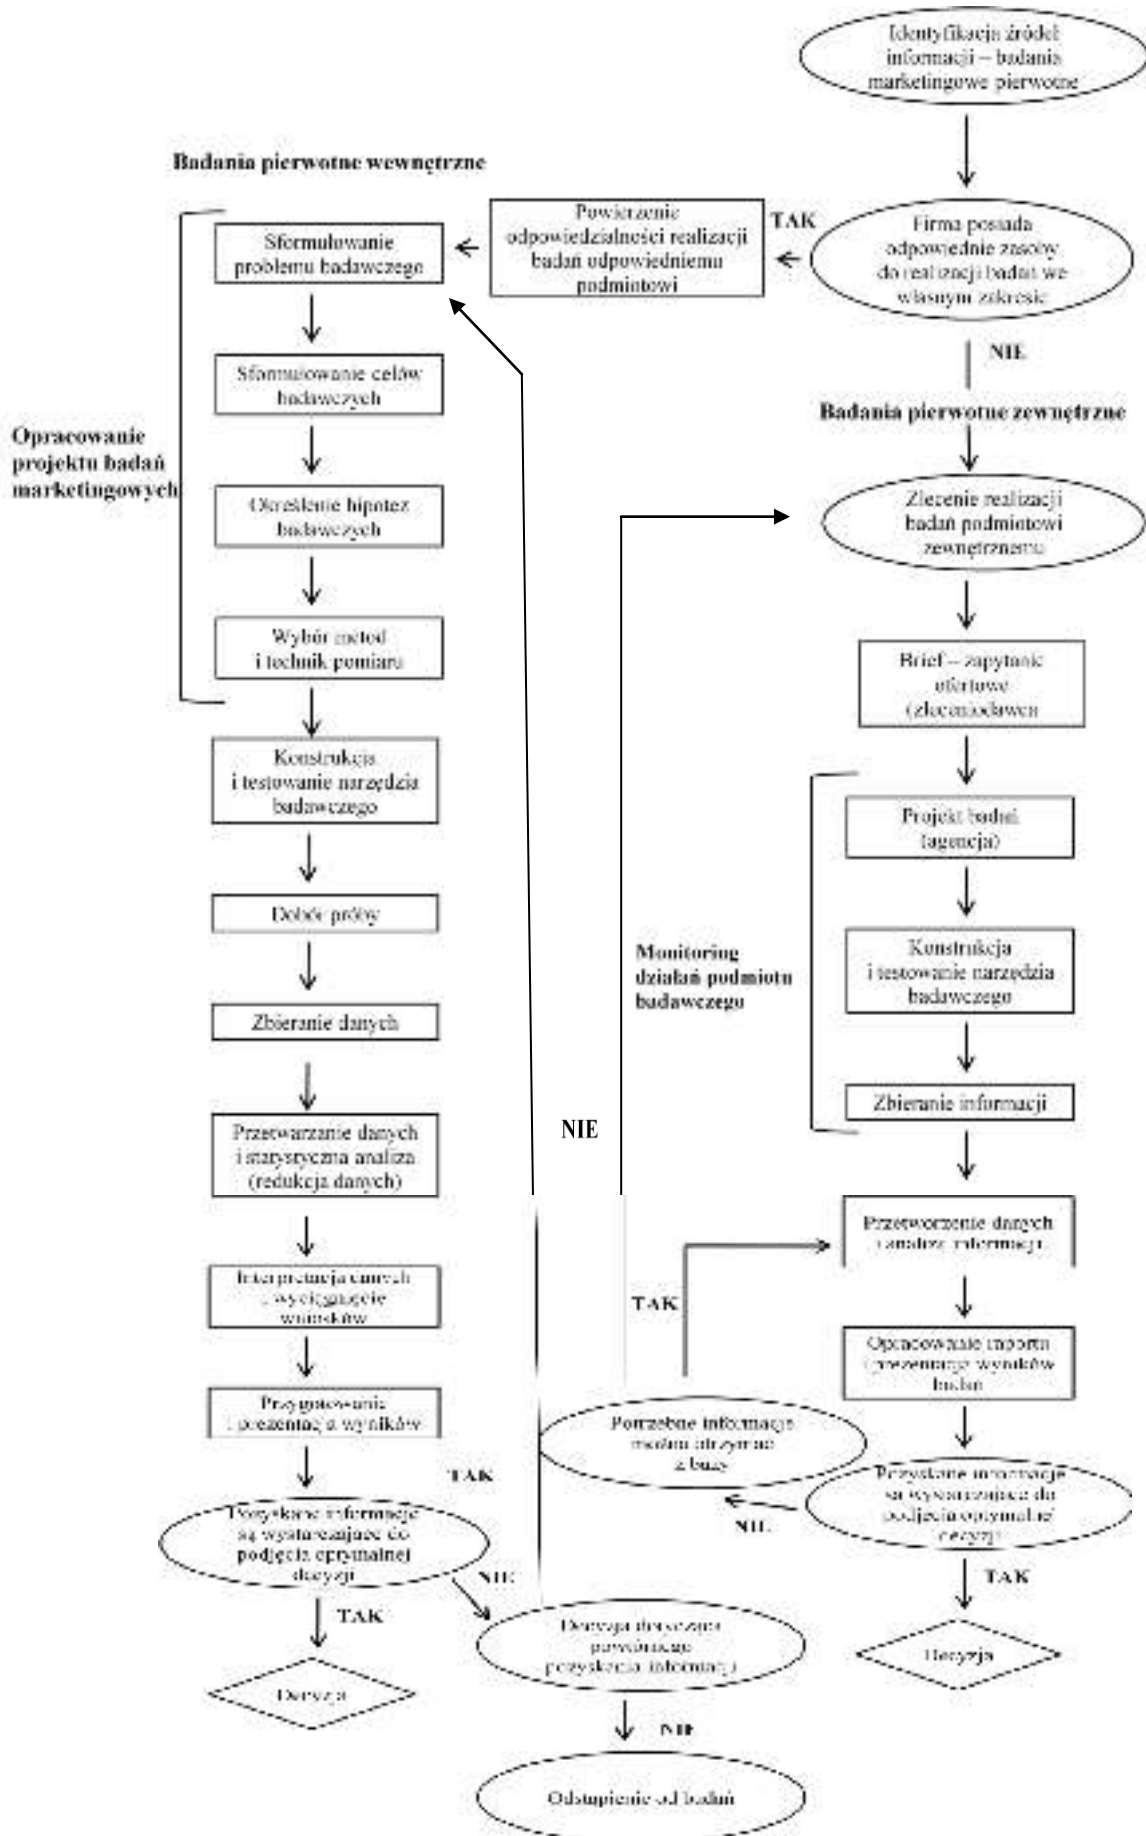 Identyfikacja źródeł
informacji – badania
marketingowe pierwotne
Badania pierwotne wewnętrzne
Firma posiada
odpowiednie zasoby
do realizacji badań we
własnym zakresie
TAK
Powierzenie
odpowiedzialności realizacji
badań odpowiedniemu
podmiotowi
Sformułowanie
problemu badawczego
Sformułowanie celów
badawczych
Określenie hipotez
badawczych
Wybór metod
i technik pomiaru
Opracowanie
projektu badań
marketingowych
Konstrukcja
i testowanie narzędzia
badawczego
Dobór próby
Zbieranie danych
Przetwarzanie danych
i statystyczna analiza
(redukcja danych)
Interpretacja danych
i wyciągnięcie
wniosków
Przygotowanie
i prezentacja wyników
TAK
Pozyskane informacje
są wystarczające do
podjęcia optymalnej
decyzji
TAK
Decyzja
NIE
Decyzja dotycząca
powtórnego
pozyskania informacji
NIE
Odstąpienie od badań
NIE
NIE
Badania pierwotne zewnętrzne
Zlecenie realizacji
badań podmiotowi
zewnętrznemu
Brief – zapytanie
ofertowe
(zleceniodawca
Projekt badań
(agencja)
Konstrukcja
i testowanie narzędzia
badawczego
Zbieranie informacji
Monitoring
działań podmiotu
badawczego
Przetworzenie danych
i analiza informacji
Opracowanie raportu
i prezentacja wyników
badań
Pozyskane informacje
są wystarczające do
podjęcia optymalnej
decyzji
TAK
Decyzja
NIE
Potrzebne informacje
można otrzymać
z bazy
TAK